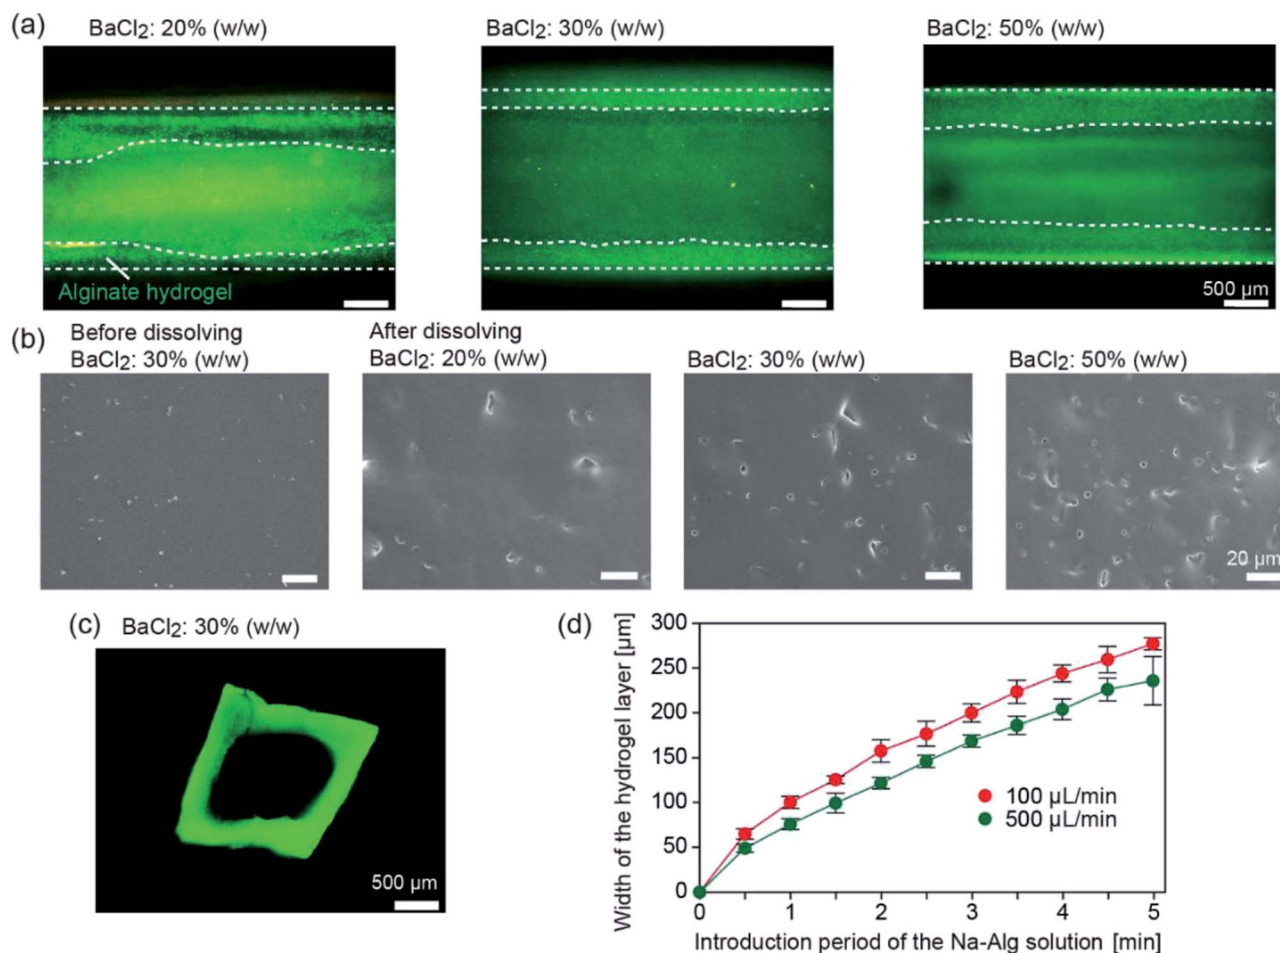 (a)
BaCl2: 20% (w/w)
BaCl2: 30% (w/w)
BaCl2: 50% (w/w)
Alginate hydrogel
500 µm
(b)
Before dissolving
BaCl2: 30% (w/w)
After dissolving
BaCl2: 20% (w/w)
BaCl2: 30% (w/w)
BaCl2: 50% (w/w)
20 µm
(c)
BaCl2: 30% (w/w)
500 µm
(d)
Width of the hydrogel layer [µm]
300
250
200
150
100
50
0
100 µL/min
500 µL/min
0 1 2 3 4 5
Introduction period of the Na-Alg solution [min]